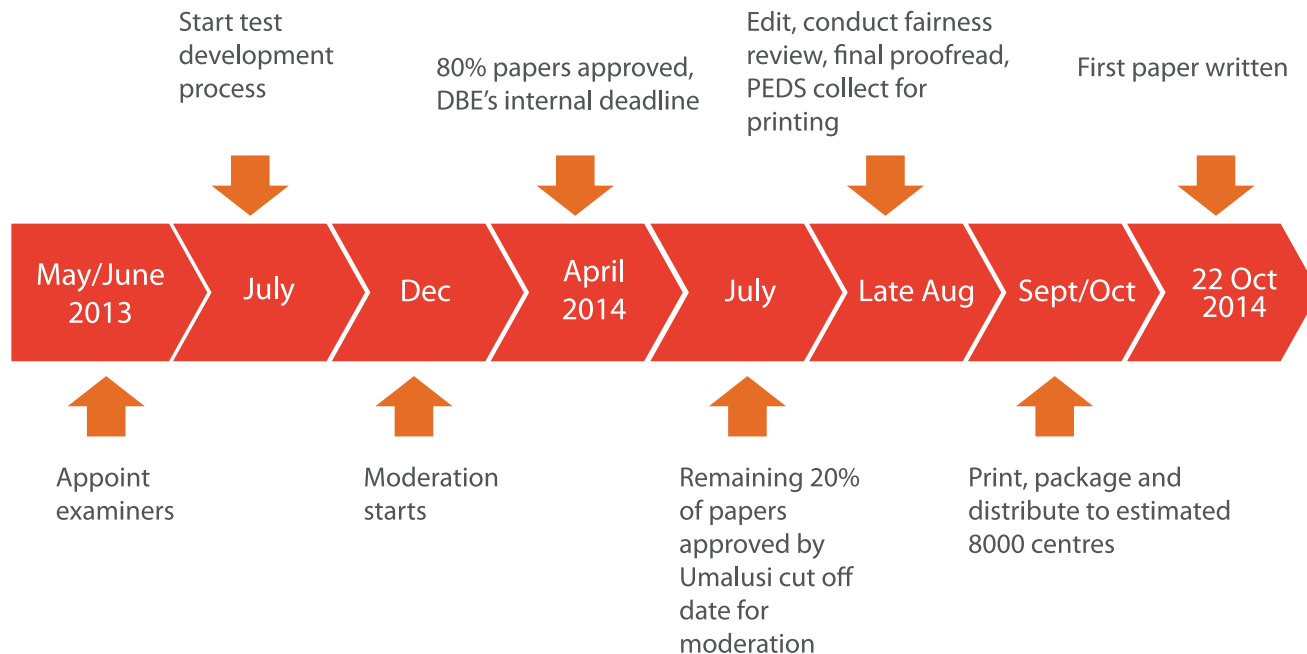 Start test
development
process
80% papers approved,
DBE's internal deadline
Edit, conduct fairness
review, final proofread,
PEDS collect for
printing
First paper written
May/June
2013
July
Dec
April
2014
July
Late Aug
Sept/Oct
22 Oct
2014
Appoint
examiners
Moderation
starts
Remaining 20%
of papers
approved by
Umalusi cut off
date for
moderation
Print, package and
distribute to estimated
8000 centres